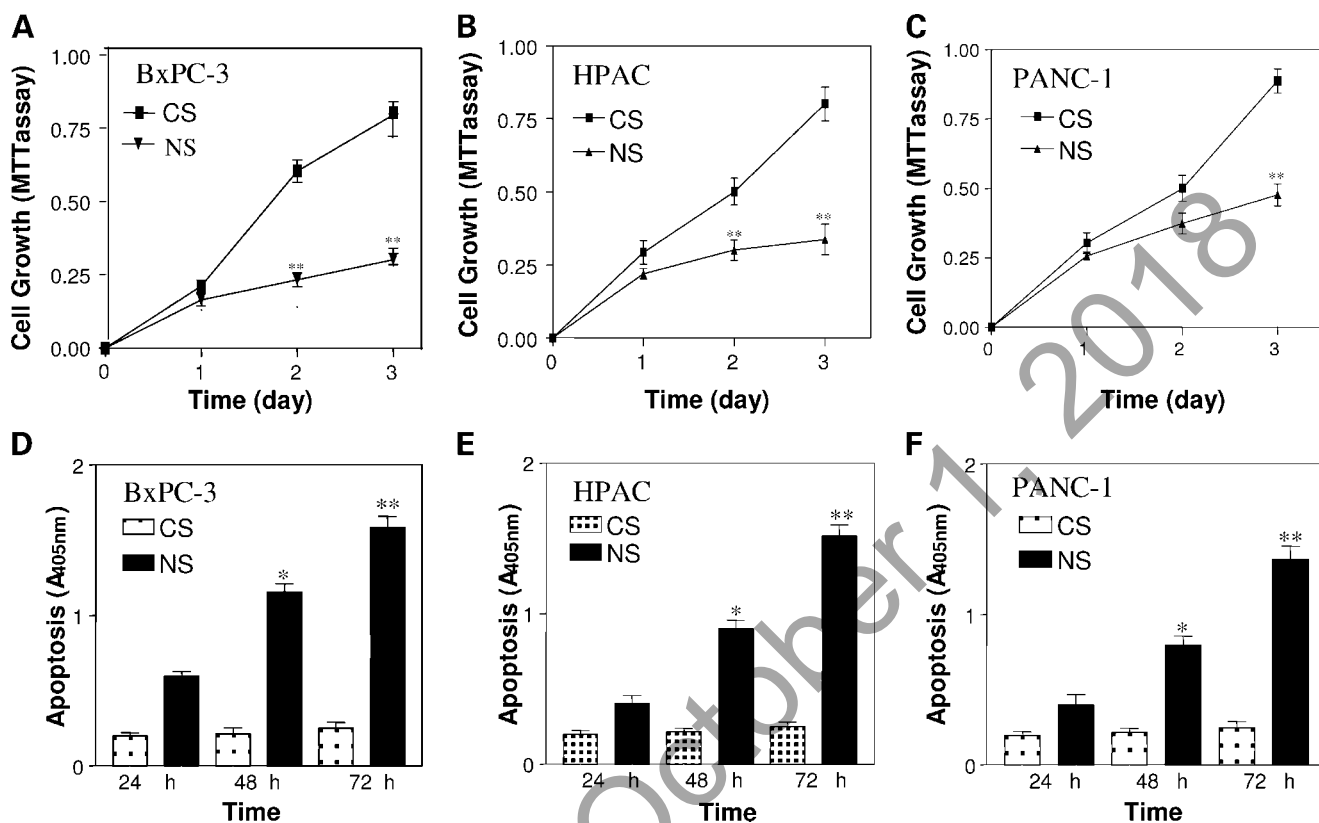 A
BxPC-3
CS
NS
Cell Growth (MTTassay)
1.00
0.75
0.50
0.25
0.00
**
**
0 1 2 3
Time (day)
B
HPAC
CS
NS
Cell Growth (MTTassay)
1.00
0.75
0.50
0.25
0.00
**
**
0 1 2 3
Time (day)
C
PANC-1
CS
NS
Cell Growth (MTTassay)
1.00
0.75
0.50
0.25
0.00
**
0 1 2 3
Time (day)
D
BxPC-3
CS
NS
Apoptosis (A405nm)
2
1
0
*
**
24 h 48 h 72 h
Time
E
HPAC
CS
NS
Apoptosis (A405nm)
2
1
0
*
**
24 h 48 h 72 h
Time
F
PANC-1
CS
NS
Apoptosis (A405nm)
2
1
0
*
**
24 h 48 h 72 h
Time
October 1, 2018